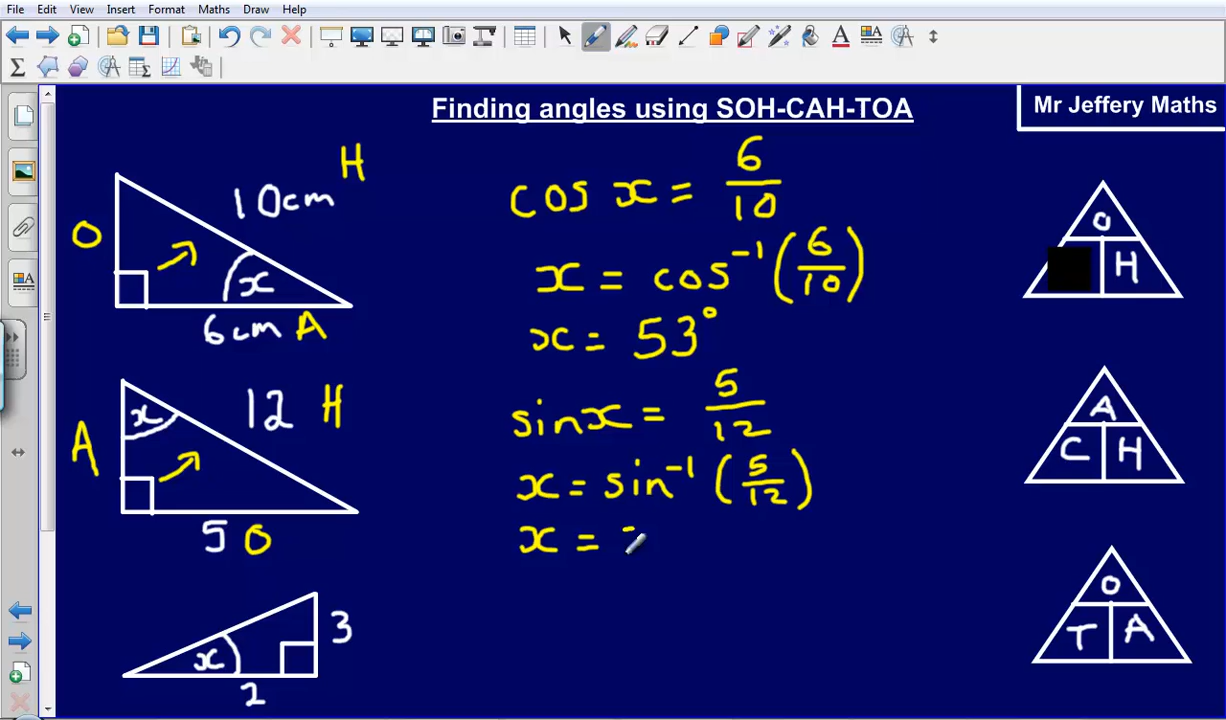 File Edit View Insert Format Maths Draw Help
Finding angles using SOH-CAH-TOA
Mr Jeffery Maths
H
10cm
O
x
6cm A
cos x = 6/10
x = cos⁻¹ (6/10)
x = 53°
O
H
x
12 H
A
5 O
sin x = 5/12
x = sin⁻¹ (5/12)
x =
A
C H
x
3
2
O
T A